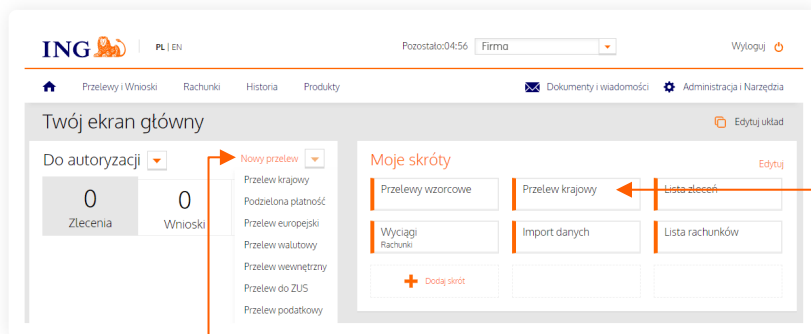 ING PL | EN Pozostało:04:56 Firma Wyloguj
Przelewy i Wnioski Rachunki Historia Produkty Dokumenty i wiadomości Administracja i Narzędzia
Twój ekran główny Edytuj układ
Do autoryzacji Nowy przelew
0 Zlecenia
0 Wnioski
Przelew krajowy
Podzielona płatność
Przelew europejski
Przelew walutowy
Przelew wewnętrzny
Przelew do ZUS
Przelew podatkowy
Moje skróty Edytuj
Przelewy wzorcowe Przelew krajowy Lista zleceń
Wyciągi Import danych Lista rachunków
Rachunki
Dodaj skrót